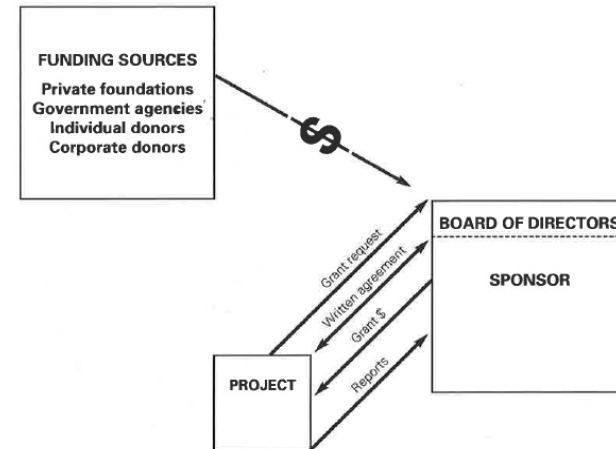 FUNDING SOURCES
Private foundations
Government agencies
Individual donors
Corporate donors
$
BOARD OF DIRECTORS
SPONSOR
Grant request
Written agreement
Grant $
Reports
PROJECT